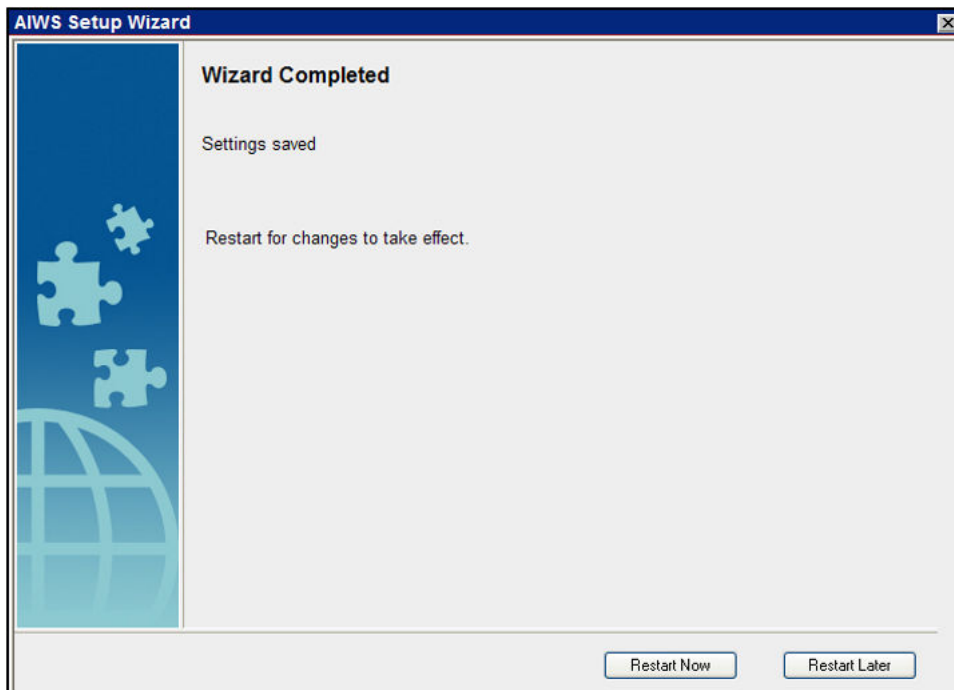 AIWS Setup Wizard
Wizard Completed
Settings saved
Restart for changes to take effect.
Restart Now
Restart Later